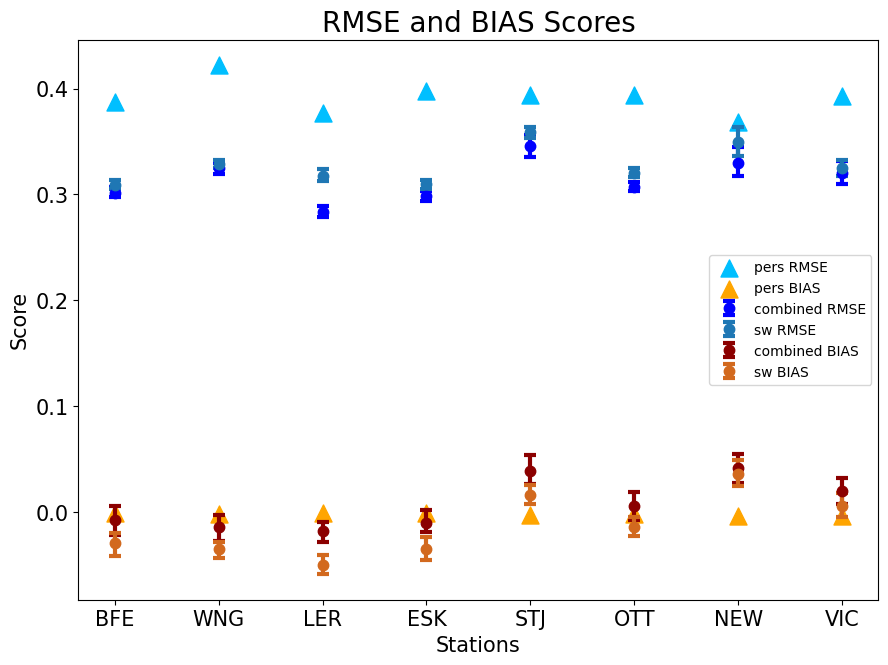 RMSE and BIAS Scores
0.4
0.3
0.2
0.1
0.0
Score
pers RMSE
pers BIAS
combined RMSE
sw RMSE
combined BIAS
sw BIAS
BFE WNG LER ESK STJ OTT NEW VIC
Stations